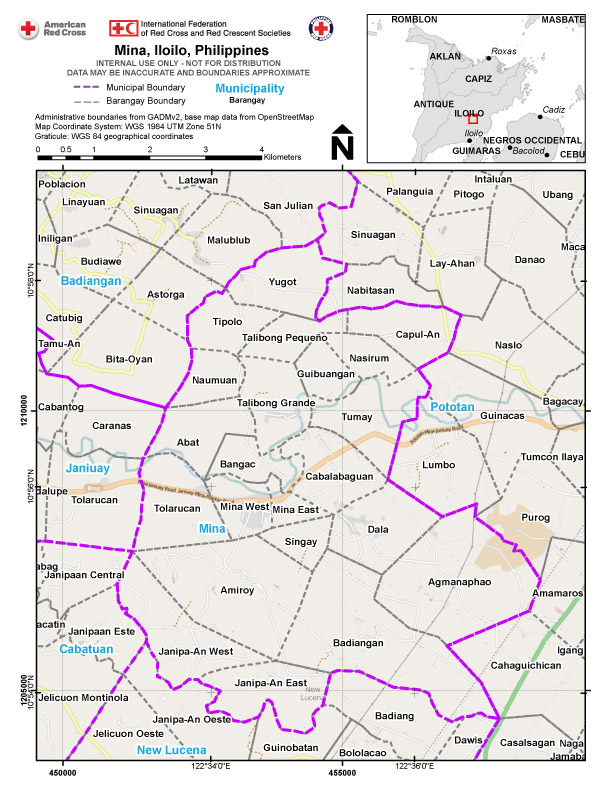 American
Red Cross
International Federation
of Red Cross and Red Crescent Societies
Mina, Iloilo, Philippines
INTERNAL USE ONLY - NOT FOR DISTRIBUTION
DATA MAY BE INACCURATE AND BOUNDARIES APPROXIMATE
Municipal Boundary
Municipality
Barangay Boundary
Barangay
Administrative boundaries from GADMv2, base map data from OpenStreetMap
Map Coordinate System: WGS 1984 UTM Zone 51N
Graticule: WGS 84 geographical coordinates
0 0.5 1 2 3 4
Kilometers
N
ROMBLON
MASBATE
Roxas
AKLAN
CAPIZ
ANTIQUE
ILOILO
Cadiz
Iloilo
NEGROS OCCIDENTAL
GUIMARAS
Bacolod
CEBU
Poblacion
Latawan
Intaluan
Linayuan
Palanguia
Pitogo
Ubang
Sinuagan
San Julian
Iniligan
Malublub
Sinuagan
Maca
Budiawe
Lay-Ahan
Danao
Badiangan
Yugot
Nabitasan
Astorga
Catubig
Tipolo
Capul-An
Tamu-An
Talibong Pequeño
Naslo
Bita-Oyan
Nasirum
Naumuan
Guibuangan
Cabantog
Talibong Grande
Pototan
Bagacay
Caranas
Tumay
Guinacas
Abat
Janiuay
Bangac
Lumbo
Tumcon Ilaya
Cabalabaguan
Tolarucan
Tolarucan
Mina West
Mina East
Purog
Mina
Dala
Singay
abag
Janipaan Central
Amiroy
Agmanaphao
Amamaros
acatin
Janipaan Este
Badiangan
Cabatuan
Janipa-An West
Igang
Cahaguichican
Janipa-An East
New
Lucena
Jelicuon Montinola
Janipa-An Oeste
Badiang
Jelicuon Oeste
Dawis
Casalsagan
Naga
New Lucena
Guinobatan
Bololacao
Jamaba
10°58'0"N
1210000
10°56'0"N
1205000
10°54'0"N
450000
122°34'0"E
455000
122°36'0"E